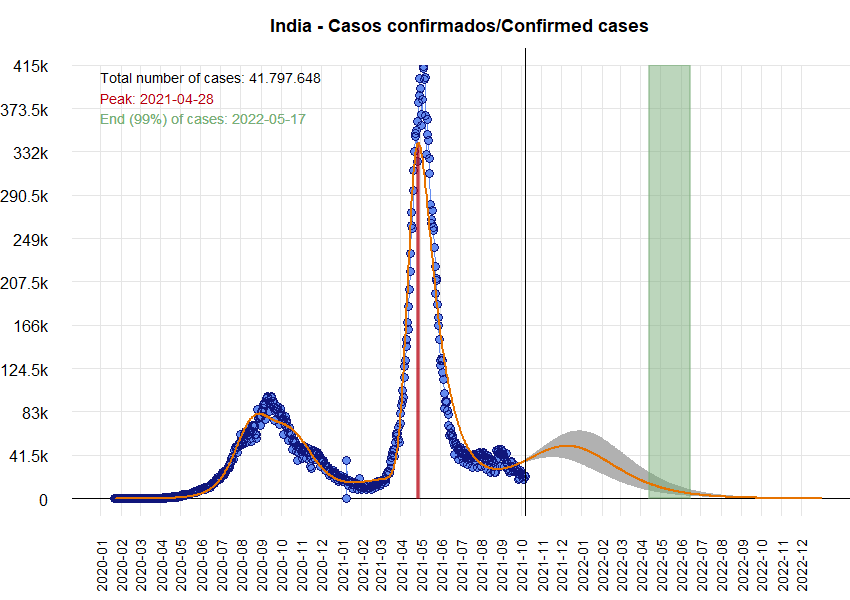 India - Casos confirmados/Confirmed cases
Total number of cases: 41.797.648
Peak: 2021-04-28
End (99%) of cases: 2022-05-17
415k
373.5k
332k
290.5k
249k
207.5k
166k
124.5k
83k
41.5k
0
2020-01
2020-02
2020-03
2020-04
2020-05
2020-06
2020-07
2020-08
2020-09
2020-10
2020-11
2020-12
2021-01
2021-02
2021-03
2021-04
2021-05
2021-06
2021-07
2021-08
2021-09
2021-10
2021-11
2021-12
2022-01
2022-02
2022-03
2022-04
2022-05
2022-06
2022-07
2022-08
2022-09
2022-10
2022-11
2022-12